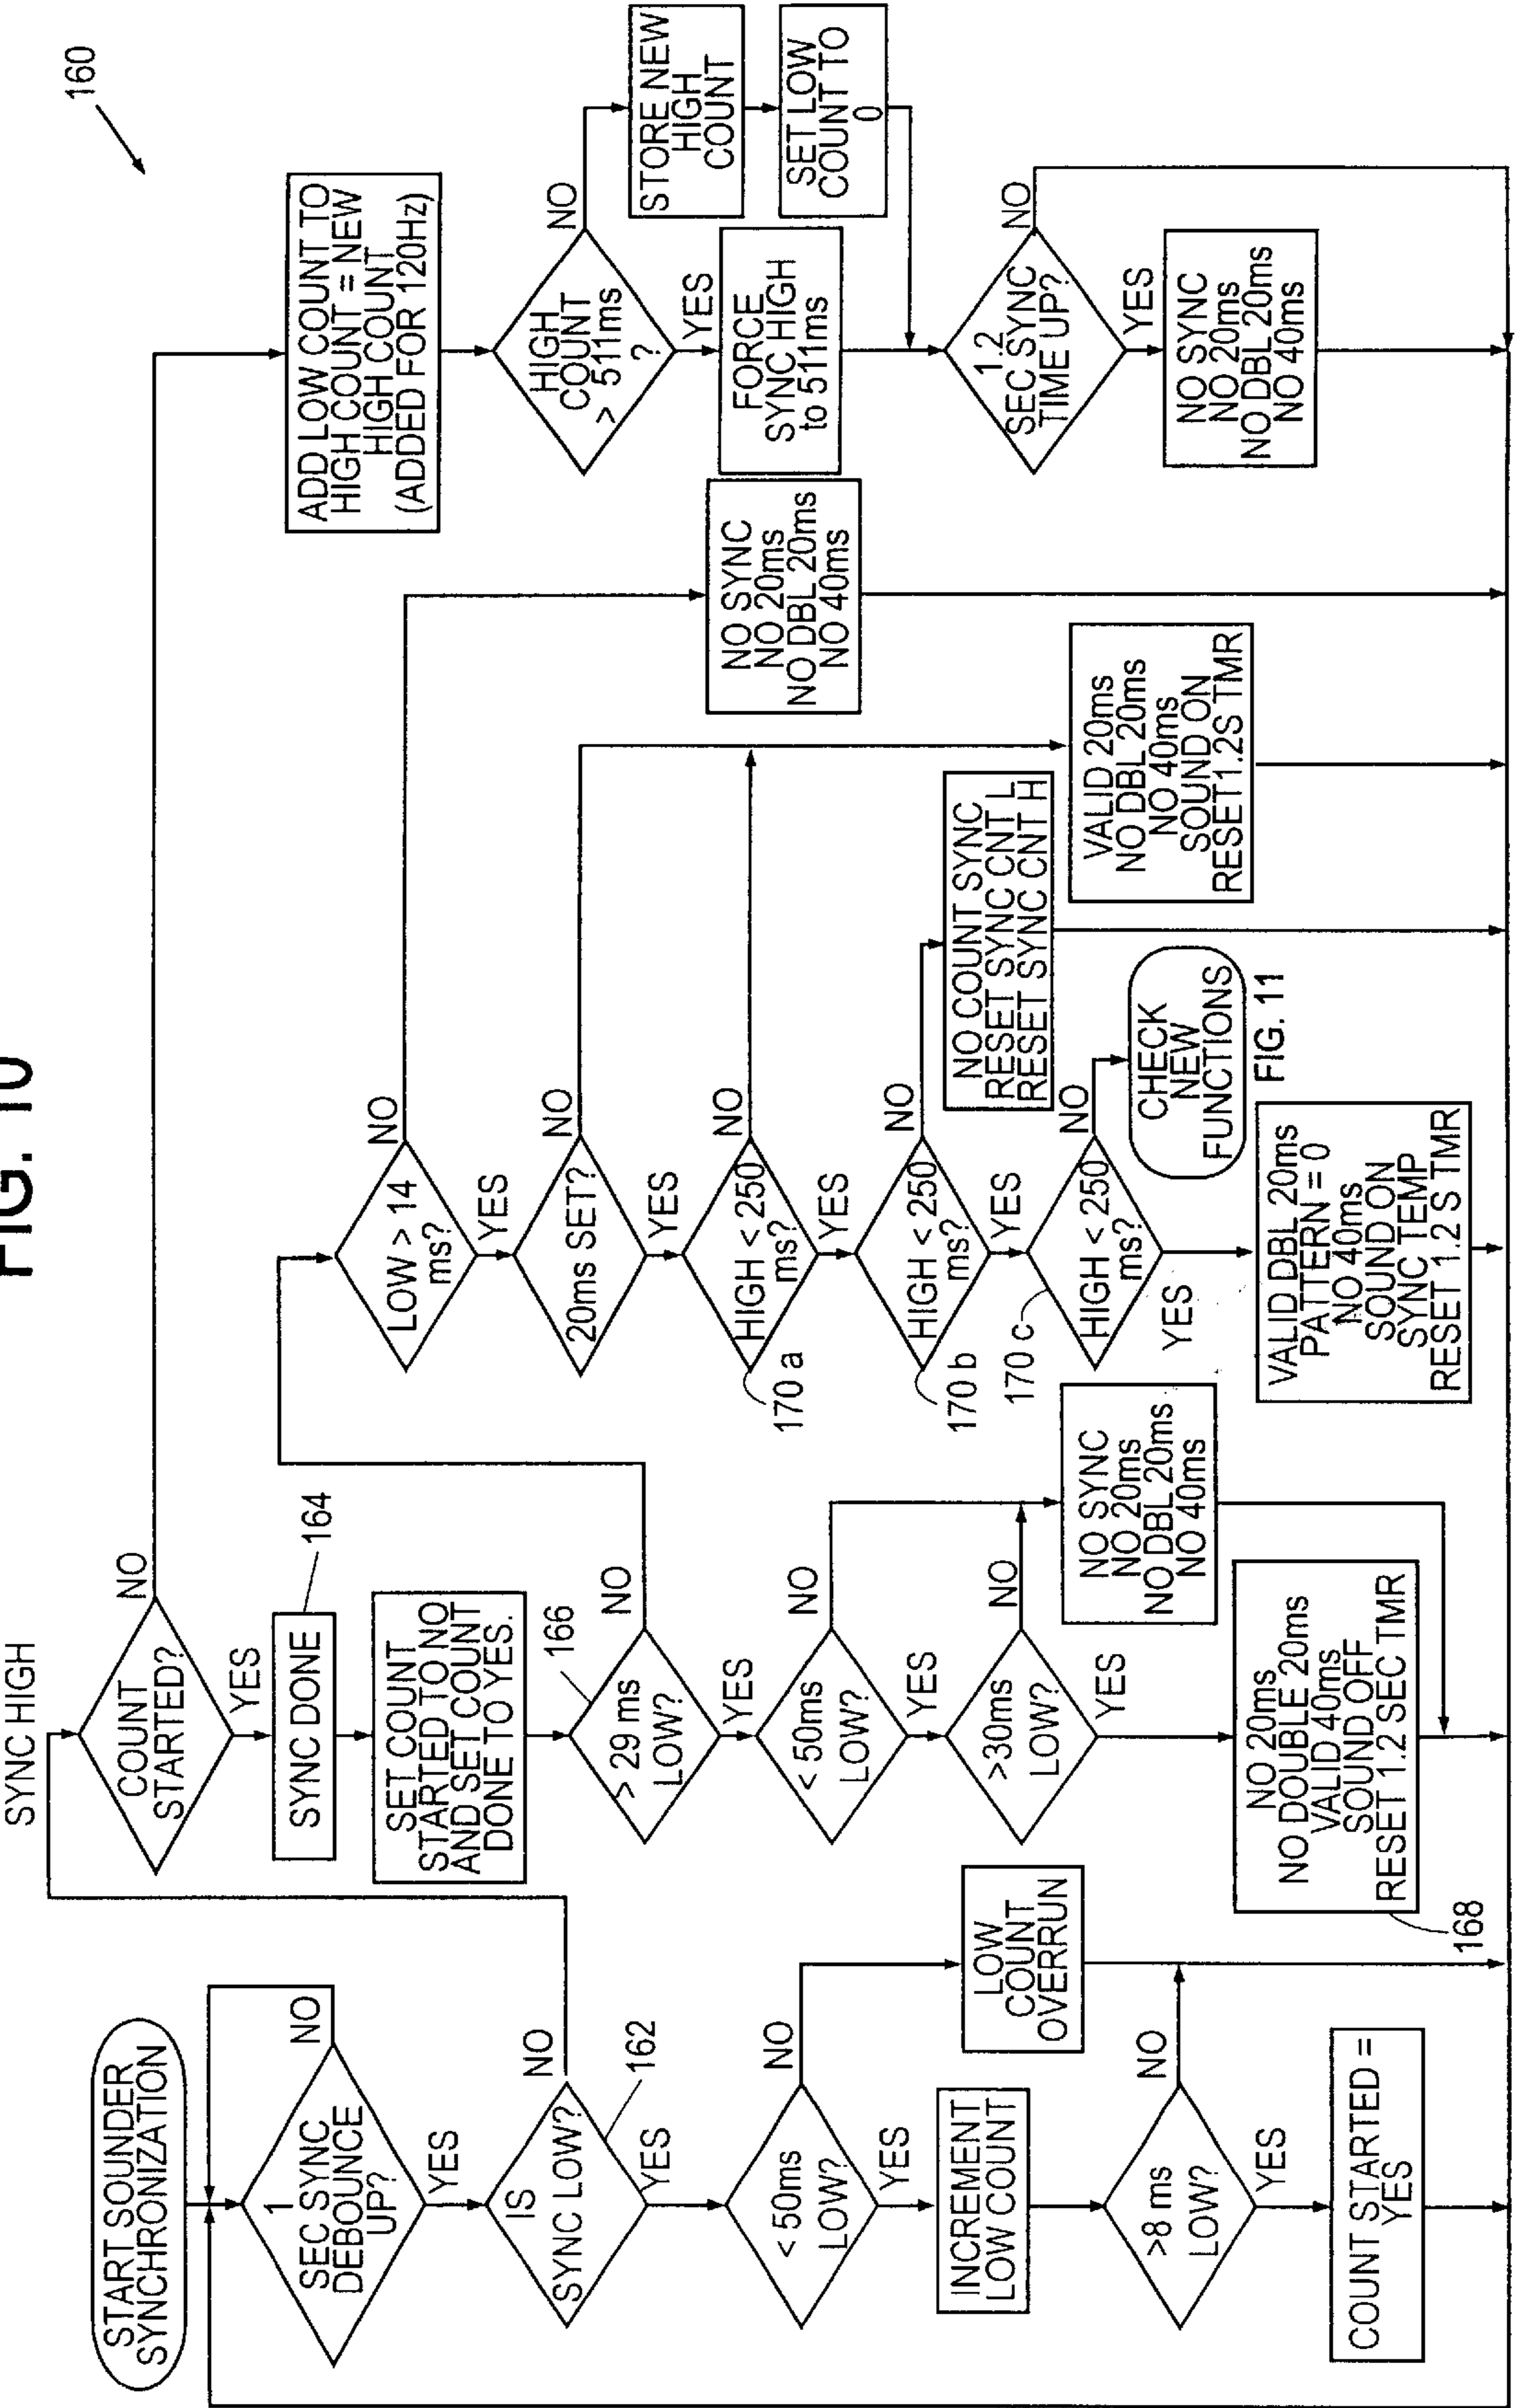 FIG. 10
160
START SOUNDER
SYNCHRONIZATION
1
SEC SYNC
DEBOUNCE
UP?
NO
YES
IS
SYNC LOW?
NO
162
YES
< 50ms
LOW?
NO
YES
INCREMENT
LOW COUNT
LOW
COUNT
OVERRUN
>8 ms
LOW?
NO
YES
COUNT STARTED =
YES
SYNC HIGH
COUNT
STARTED?
NO
YES
SYNC DONE
164
SET COUNT
STARTED TO NO
AND SET COUNT
DONE TO YES.
> 29 ms
LOW?
166
NO
YES
< 50ms
LOW?
NO
YES
>30ms
LOW?
NO
YES
NO SYNC
NO 20ms
NO DBL 20ms
NO 40ms
NO 20ms
NO DOUBLE 20ms
VALID 40ms
SOUND OFF
RESET 1.2 SEC TMR
168
LOW > 14
ms?
NO
YES
20ms SET?
NO
YES
HIGH < 250
ms?
170 a
NO
YES
HIGH < 250
ms?
170 b
NO
YES
HIGH < 250
ms?
170 c
NO
YES
VALID DBL 20ms
PATTERN = 0
NO 40ms
SOUND ON
SYNC TEMP
RESET 1.2 S TMR
CHECK
NEW
FUNCTIONS
FIG. 11
NO COUNT SYNC
RESET SYNC CNT L
RESET SYNC CNT H
VALID 20ms
NO DBL 20ms
NO 40ms
SOUND ON
RESET1.2S TMR
NO SYNC
NO 20ms
NO DBL 20ms
NO 40ms
ADD LOW COUNT TO
HIGH COUNT = NEW
HIGH COUNT
(ADDED FOR 120Hz)
HIGH
COUNT
> 511ms
?
NO
YES
STORE NEW
HIGH
COUNT
SET LOW
COUNT TO
0
FORCE
SYNC HIGH
to 511ms
1.2
SEC SYNC
TIME UP?
NO
YES
NO SYNC
NO 20ms
NO DBL 20ms
NO 40ms